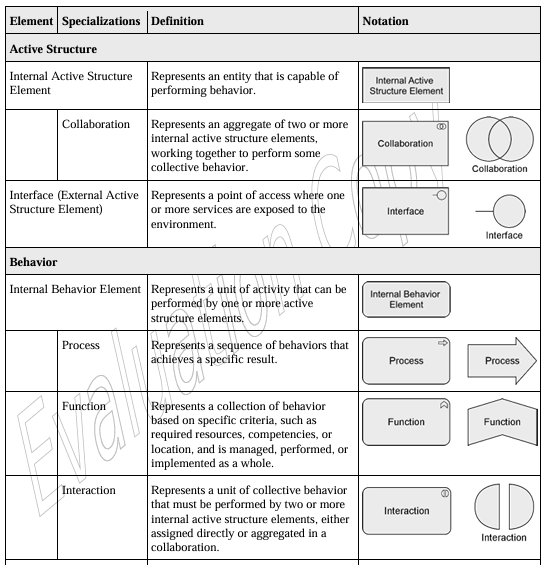 Element Specializations Definition Notation
Active Structure
Internal Active Structure
Element
Represents an entity that is capable of
performing behavior.
Internal Active
Structure Element
Collaboration
Represents an aggregate of two or more
internal active structure elements,
working together to perform some
collective behavior.
Collaboration
Collaboration
Interface (External Active
Structure Element)
Represents a point of access where one
or more services are exposed to the
environment.
Interface
Interface
Behavior
Internal Behavior Element
Represents a unit of activity that can be
performed by one or more active
structure elements.
Internal Behavior
Element
Process
Represents a sequence of behaviors that
achieves a specific result.
Process
Process
Function
Represents a collection of behavior
based on specific criteria, such as
required resources, competencies, or
location, and is managed, performed, or
implemented as a whole.
Function
Function
Interaction
Represents a unit of collective behavior
that must be performed by two or more
internal active structure elements, either
assigned directly or aggregated in a
collaboration.
Interaction
Interaction
Evaluation Copy